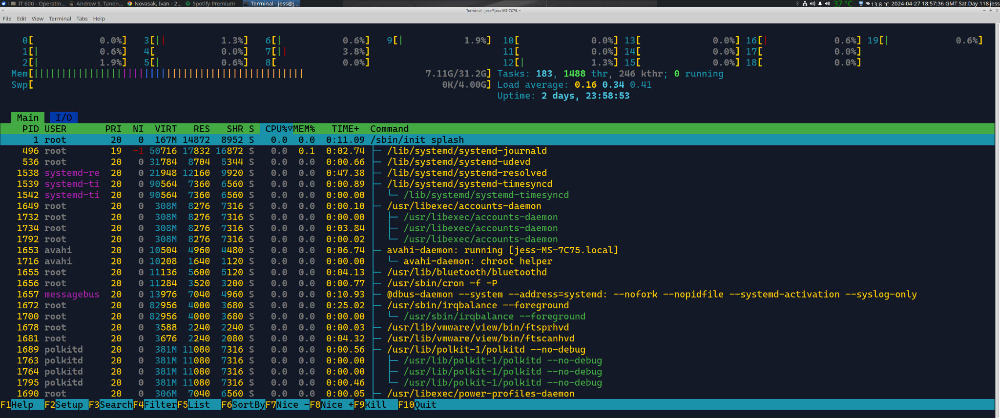 IT 600 - Operatin... Andrew S. Tanen... Novasak, Ivan - 2... Spotify Premium Terminal - jess@j... 37 °C 13.8 °C 2024-04-27 18:57:36 GMT Sat Day 118 jess
Terminal - jess@jess-MS-7C75: ~
File Edit View Terminal Tabs Help
0[ 0.0%] 3[|| 1.3%] 6[| 0.6%] 9[| 1.9%] 10[ 0.0%] 13[ 0.0%] 16[| 0.6%] 19[| 0.6%]
1[| 0.6%] 4[ 0.0%] 7[|| 3.8%] 11[ 0.0%] 14[ 0.0%] 17[ 0.0%]
2[| 1.9%] 5[| 0.6%] 8[ 0.0%] 12[| 1.3%] 15[ 0.0%] 18[ 0.0%]
Mem[||||||||||||||||||||||||||||||||||||||||||||||||| 7.11G/31.2G] Tasks: 183, 1488 thr, 246 kthr; 0 running
Swp[ 0K/4.00G] Load average: 0.16 0.34 0.41
Uptime: 2 days, 23:58:53
Main I/O
PID USER PRI NI VIRT RES SHR S CPU%▽MEM% TIME+ Command
1 root 20 0 167M 14872 8952 S 0.0 0.0 0:11.09 /sbin/init splash
496 root 19 -1 50716 17832 16872 S 0.0 0.1 0:02.74 ├─ /lib/systemd/systemd-journald
536 root 20 0 31784 8704 5344 S 0.0 0.0 0:00.66 ├─ /lib/systemd/systemd-udevd
1538 systemd-re 20 0 21948 12160 9920 S 0.0 0.0 0:47.38 ├─ /lib/systemd/systemd-resolved
1539 systemd-ti 20 0 90564 7360 6560 S 0.0 0.0 0:00.89 ├─ /lib/systemd/systemd-timesyncd
1542 systemd-ti 20 0 90564 7360 6560 S 0.0 0.0 0:00.00 │ └─ /lib/systemd/systemd-timesyncd
1649 root 20 0 308M 8276 7316 S 0.0 0.0 0:00.10 ├─ /usr/libexec/accounts-daemon
1732 root 20 0 308M 8276 7316 S 0.0 0.0 0:00.00 │ ├─ /usr/libexec/accounts-daemon
1734 root 20 0 308M 8276 7316 S 0.0 0.0 0:03.84 │ ├─ /usr/libexec/accounts-daemon
1792 root 20 0 308M 8276 7316 S 0.0 0.0 0:00.02 │ └─ /usr/libexec/accounts-daemon
1653 avahi 20 0 10504 4960 4480 S 0.0 0.0 0:06.74 ├─ avahi-daemon: running [jess-MS-7C75.local]
1716 avahi 20 0 10208 1640 1120 S 0.0 0.0 0:00.00 │ └─ avahi-daemon: chroot helper
1655 root 20 0 11136 5600 5120 S 0.0 0.0 0:04.13 ├─ /usr/lib/bluetooth/bluetoothd
1656 root 20 0 11284 3520 3200 S 0.0 0.0 0:00.77 ├─ /usr/sbin/cron -f -P
1657 messagebus 20 0 13976 7040 4960 S 0.0 0.0 0:10.93 ├─ @dbus-daemon --system --address=systemd: --nofork --nopidfile --systemd-activation --syslog-only
1672 root 20 0 82956 4000 3680 S 0.0 0.0 0:25.02 ├─ /usr/sbin/irqbalance --foreground
1700 root 20 0 82956 4000 3680 S 0.0 0.0 0:00.00 │ └─ /usr/sbin/irqbalance --foreground
1678 root 20 0 3588 2240 2240 S 0.0 0.0 0:00.03 ├─ /usr/lib/vmware/view/bin/ftsprhvd
1681 root 20 0 3676 2240 2080 S 0.0 0.0 0:04.32 ├─ /usr/lib/vmware/view/bin/ftscanhvd
1689 polkitd 20 0 381M 11080 7316 S 0.0 0.0 0:00.56 ├─ /usr/lib/polkit-1/polkitd --no-debug
1763 polkitd 20 0 381M 11080 7316 S 0.0 0.0 0:00.00 │ ├─ /usr/lib/polkit-1/polkitd --no-debug
1764 polkitd 20 0 381M 11080 7316 S 0.0 0.0 0:00.00 │ ├─ /usr/lib/polkit-1/polkitd --no-debug
1795 polkitd 20 0 381M 11080 7316 S 0.0 0.0 0:00.46 │ └─ /usr/lib/polkit-1/polkitd --no-debug
1690 root 20 0 306M 7040 6560 S 0.0 0.0 0:00.05 ├─ /usr/libexec/power-profiles-daemon
F1Help F2Setup F3SearchF4FilterF5List F6SortByF7Nice -F8Nice +F9Kill F10Quit